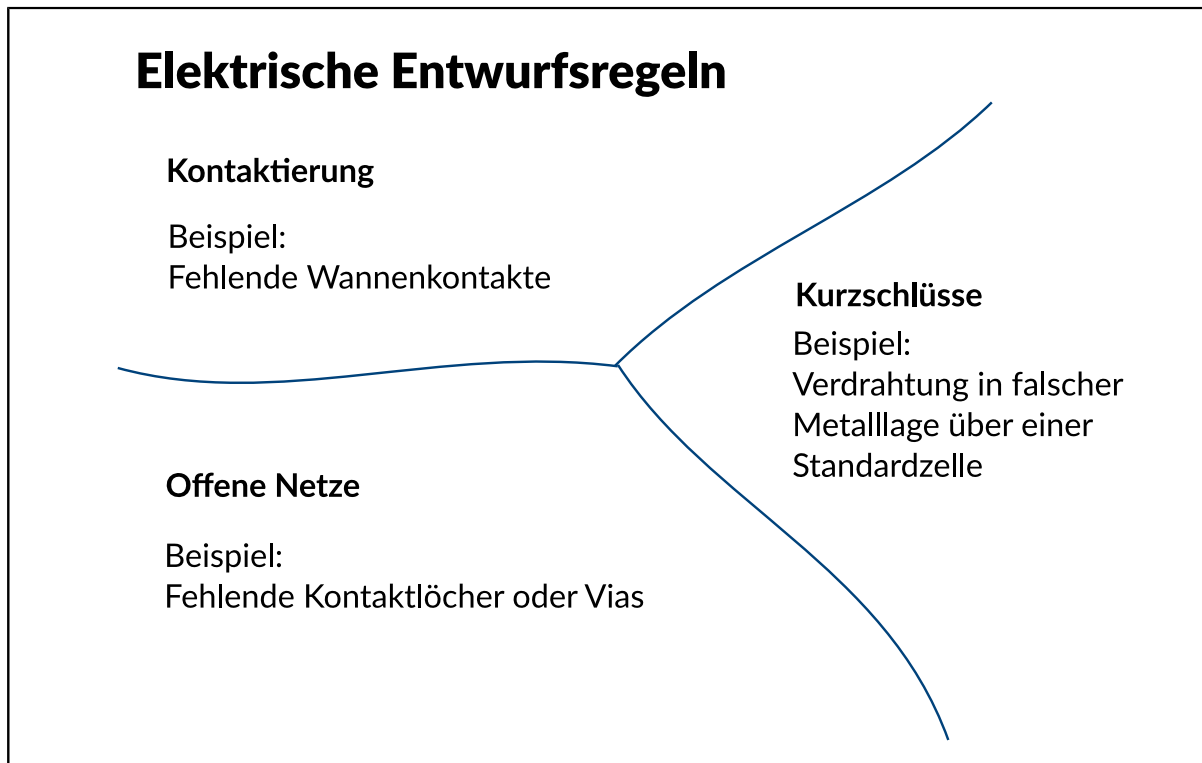 Elektrische Entwurfsregeln
Kontaktierung
Beispiel:
Fehlende Wannenkontakte
Kurzschlüsse
Beispiel:
Verdrahtung in falscher
Metalllage über einer
Standardzelle
Offene Netze
Beispiel:
Fehlende Kontaktlöcher oder Vias